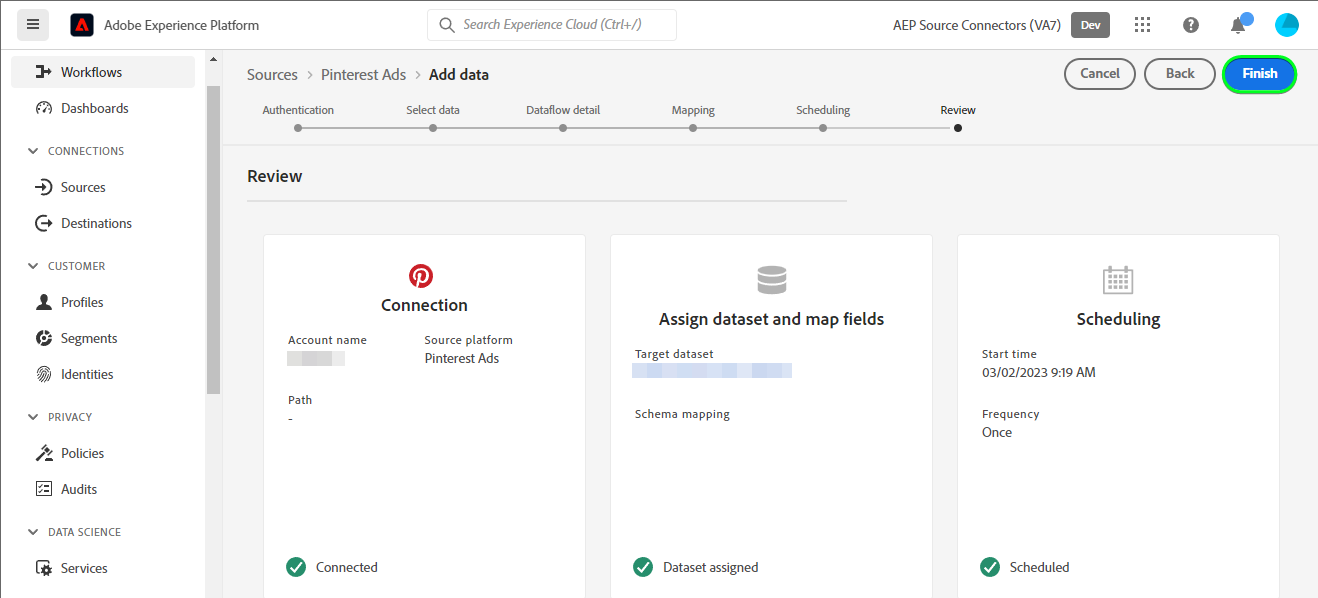 Adobe Experience Platform
Search Experience Cloud (Ctrl+/)
AEP Source Connectors (VA7)
Dev
Workflows
Dashboards
CONNECTIONS
Sources
Destinations
CUSTOMER
Profiles
Segments
Identities
PRIVACY
Policies
Audits
DATA SCIENCE
Services
Sources > Pinterest Ads > Add data
Cancel
Back
Finish
Authentication
Select data
Dataflow detail
Mapping
Scheduling
Review
Review
Connection
Account name
Source platform
Pinterest Ads
Path
-
Connected
Assign dataset and map fields
Target dataset
Schema mapping
Dataset assigned
Scheduling
Start time
03/02/2023 9:19 AM
Frequency
Once
Scheduled